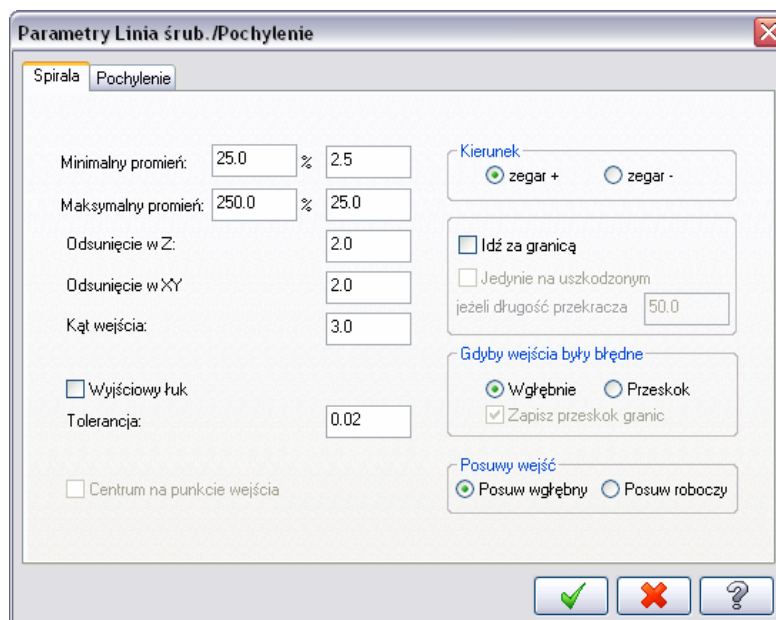 Parametry Linia śrub./Pochylenie
Spirala Pochylenie
Minimalny promień: 25.0 % 2.5
Maksymalny promień: 250.0 % 25.0
Odsunięcie w Z: 2.0
Odsunięcie w XY 2.0
Kąt wejścia: 3.0
Wyjściowy łuk
Tolerancja: 0.02
Centrum na punkcie wejścia
Kierunek
zegar + zegar -
Idź za granicą
Jedynie na uszkodzonym
jeżeli długość przekracza 50.0
Gdyby wejścia były błędne
Wgłębnie Przeskok
Zapisz przeskok granic
Posuwy wejść
Posuw wgłębny Posuw roboczy